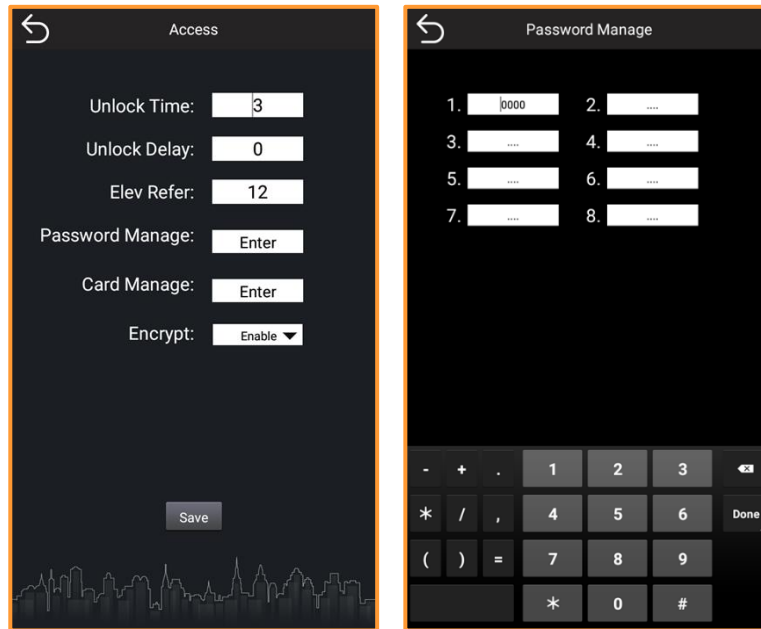 Access
Unlock Time: 3
Unlock Delay: 0
Elev Refer: 12
Password Manage: Enter
Card Manage: Enter
Encrypt: Enable
Save
Password Manage
1. 0000 2. ....
3. .... 4. ....
5. .... 6. ....
7. .... 8. ....
- + . 1 2 3
* / , 4 5 6 Done
( ) = 7 8 9
* 0 #